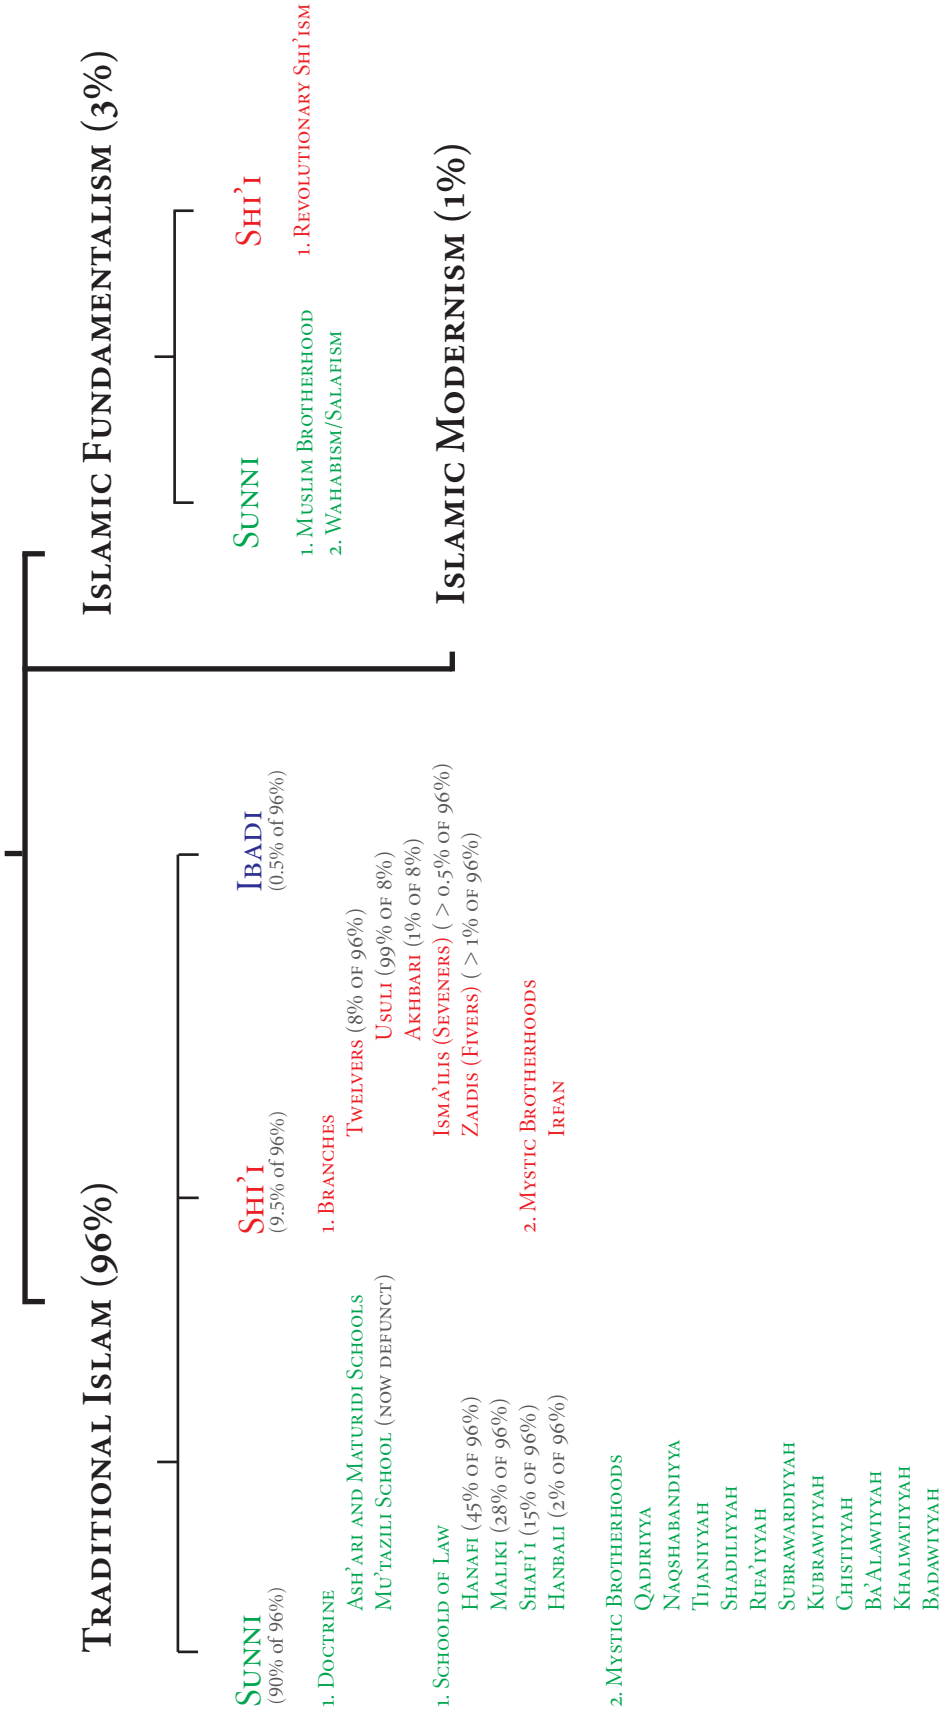 Traditional Islam (96%)
Sunni
(90% of 96%)
1. Doctrine
Ash’ari and Maturidi Schools
Mu’tazili School (now defunct)
1. Schoold of Law
Hanafi (45% of 96%)
Maliki (28% of 96%)
Shafi’i (15% of 96%)
Hanbali (2% of 96%)
2. Mystic Brotherhoods
Qadiriyya
Naqshabandiyya
Tijaniyyah
Shadiliyyah
Rifa’iyyah
Subrawardiyyah
Kubrawiyyah
Chistiyyah
Ba’Alawiyyah
Khalwatiyyah
Badawiyyah
Shi’i
(9.5% of 96%)
1. Branches
Twelvers (8% of 96%)
Usuli (99% of 8%)
Akhbari (1% of 8%)
Isma’ilis (Seveners) ( > 0.5% of 96%)
Zaidis (Fivers) ( > 1% of 96%)
2. Mystic Brotherhoods
Irfan
Ibadi
(0.5% of 96%)
Islamic Fundamentalism (3%)
Sunni
1. Muslim Brotherhood
2. Wahabism/Salafism
Shi’i
1. Revolutionary Shi’ism
Islamic Modernism (1%)